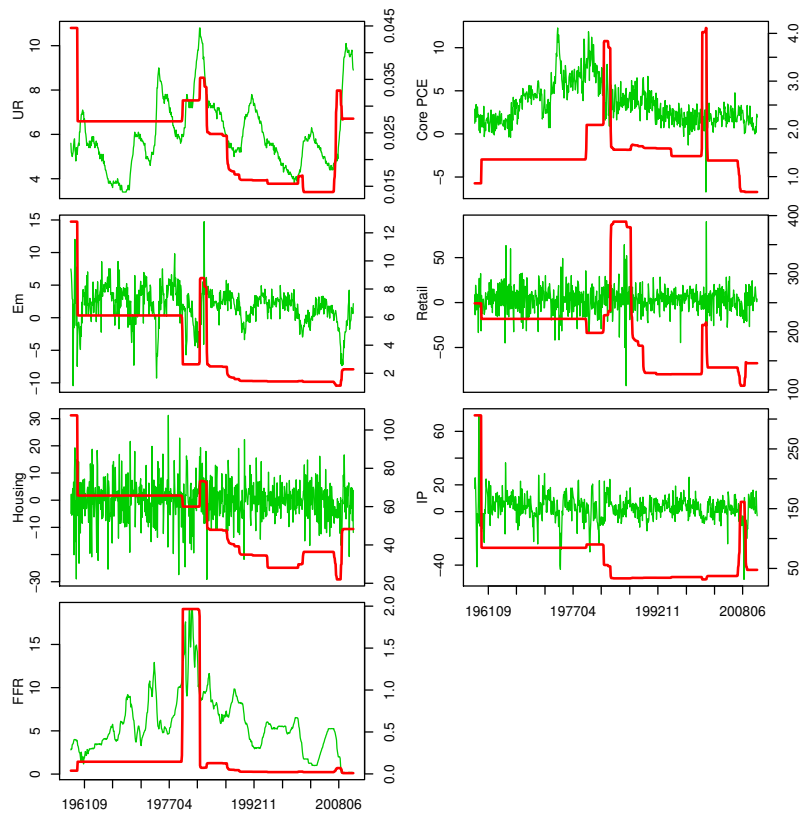 UR
4 6 8 10
0.015 0.025 0.035 0.045
Core PCE
−5 0 5 10
1.0 2.0 3.0 4.0
Em
−10 −5 0 5 10 15
2 4 6 8 10 12
Retail
−50 0 50
100 200 300 400
Housing
−30 −10 0 10 20 30
20 40 60 80 100
IP
−40 0 20 40 60
50 150 250
196109 197704 199211 200806
FFR
0 5 10 15
0.0 0.5 1.0 1.5 2.0
196109 197704 199211 200806